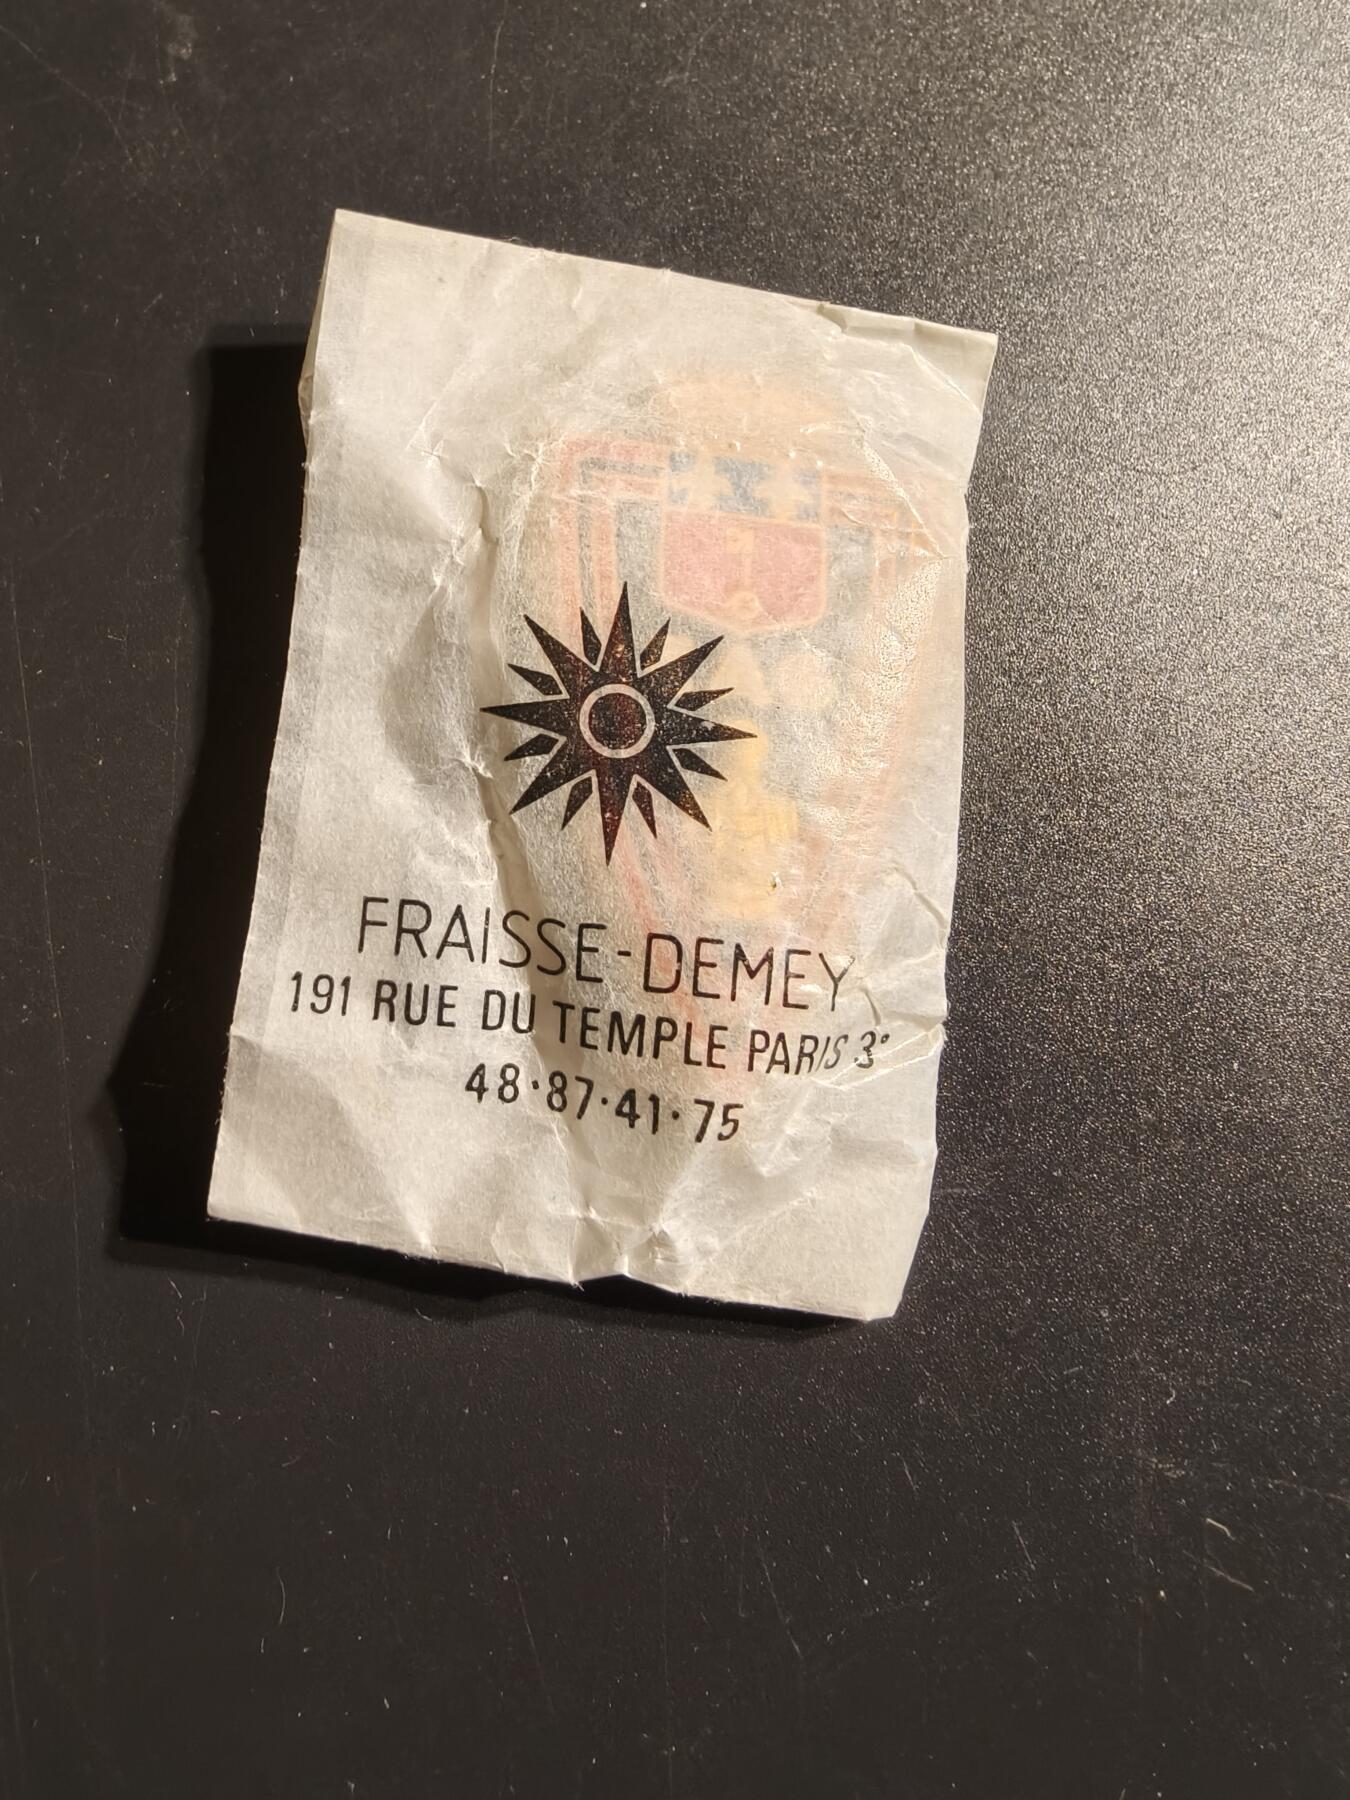 FRAISSE-DEMEY
191 RUE DU TEMPLE PARIS 3°
48·87·41·75